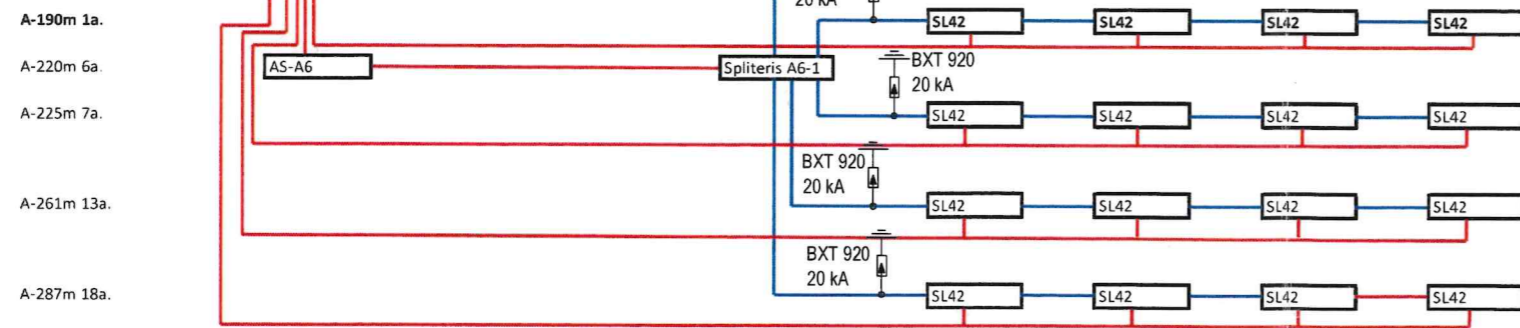 20 kA
A-190m 1a. SL42 SL42 SL42 SL42
A-220m 6a. AS-A6 Spliteris A6-1 BXT 920
20 kA
A-225m 7a. SL42 SL42 SL42 SL42
BXT 920
20 kA
A-261m 13a. SL42 SL42 SL42 SL42
BXT 920
20 kA
A-287m 18a. SL42 SL42 SL42 SL42